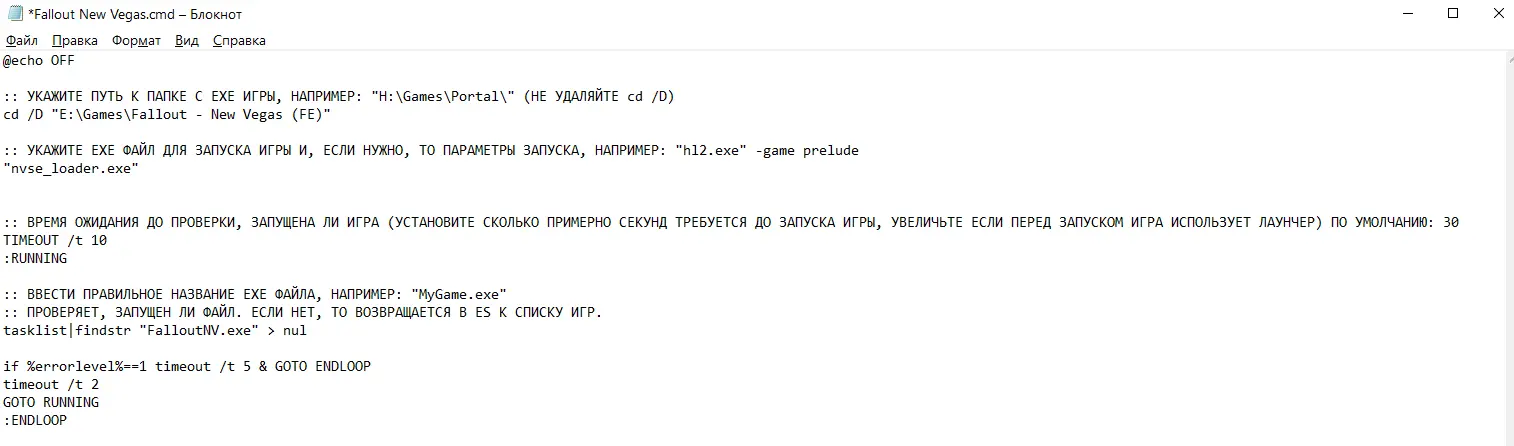 *Fallout New Vegas.cmd – Блокнот
Файл Правка Формат Вид Справка
@echo OFF
:: УКАЖИТЕ ПУТЬ К ПАПКЕ С EXE ИГРЫ, НАПРИМЕР: "H:\Games\Portal\" (НЕ УДАЛЯЙТЕ cd /D)
cd /D "E:\Games\Fallout - New Vegas (FE)"
:: УКАЖИТЕ EXE ФАЙЛ ДЛЯ ЗАПУСКА ИГРЫ И, ЕСЛИ НУЖНО, ТО ПАРАМЕТРЫ ЗАПУСКА, НАПРИМЕР: "hl2.exe" -game prelude
"nvse_loader.exe"
:: ВРЕМЯ ОЖИДАНИЯ ДО ПРОВЕРКИ, ЗАПУЩЕНА ЛИ ИГРА (УСТАНОВИТЕ СКОЛЬКО ПРИМЕРНО СЕКУНД ТРЕБУЕТСЯ ДО ЗАПУСКА ИГРЫ, УВЕЛИЧЬТЕ ЕСЛИ ПЕРЕД ЗАПУСКОМ ИГРА ИСПОЛЬЗУЕТ ЛАУНЧЕР) ПО УМОЛЧАНИЮ: 30
TIMEOUT /t 10
:RUNNING
:: ВВЕСТИ ПРАВИЛЬНОЕ НАЗВАНИЕ EXE ФАЙЛА, НАПРИМЕР: "MyGame.exe"
:: ПРОВЕРЯЕТ, ЗАПУЩЕН ЛИ ФАЙЛ. ЕСЛИ НЕТ, ТО ВОЗВРАЩАЕТСЯ В ES К СПИСКУ ИГР.
tasklist|findstr "FalloutNV.exe" > nul
if %errorlevel%==1 timeout /t 5 & GOTO ENDLOOP
timeout /t 2
GOTO RUNNING
:ENDLOOP